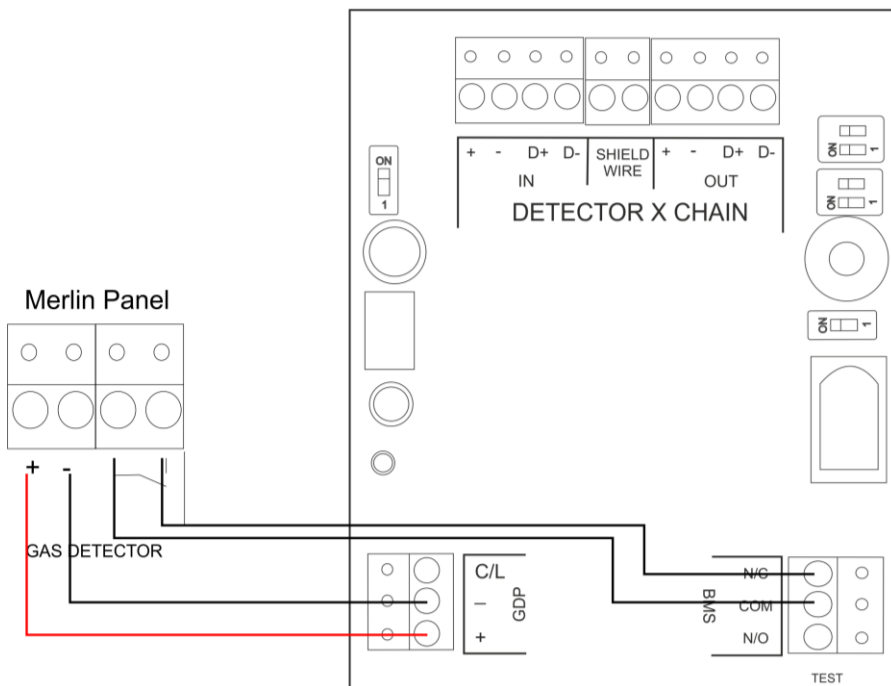 + - D+ D- SHIELD WIRE + - D+ D-
IN OUT
DETECTOR X CHAIN
ON
1
ON 1
ON 1
ON 1
Merlin Panel
+ -
GAS DETECTOR
C/L
–
+
GDP
BMS
N/C
COM
N/O
TEST